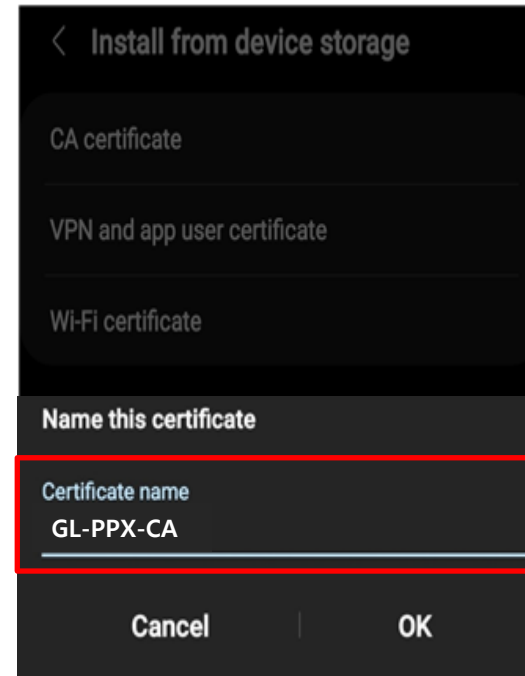 Install from device storage
CA certificate
VPN and app user certificate
Wi-Fi certificate
Name this certificate
Certificate name
GL-PPX-CA
Cancel
OK